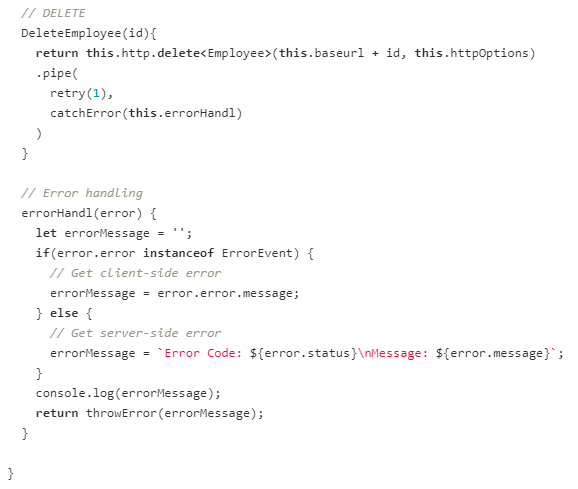 // DELETE
DeleteEmployee(id){
return this.http.delete<Employee>(this.baseurl + id, this.httpOptions)
.pipe(
retry(1),
catchError(this.errorHandl)
)
}
// Error handling
errorHandl(error) {
let errorMessage = '';
if(error.error instanceof ErrorEvent) {
// Get client-side error
errorMessage = error.error.message;
} else {
// Get server-side error
errorMessage = `Error Code: ${error.status}\nMessage: ${error.message}`;
}
console.log(errorMessage);
return throwError(errorMessage);
}
}